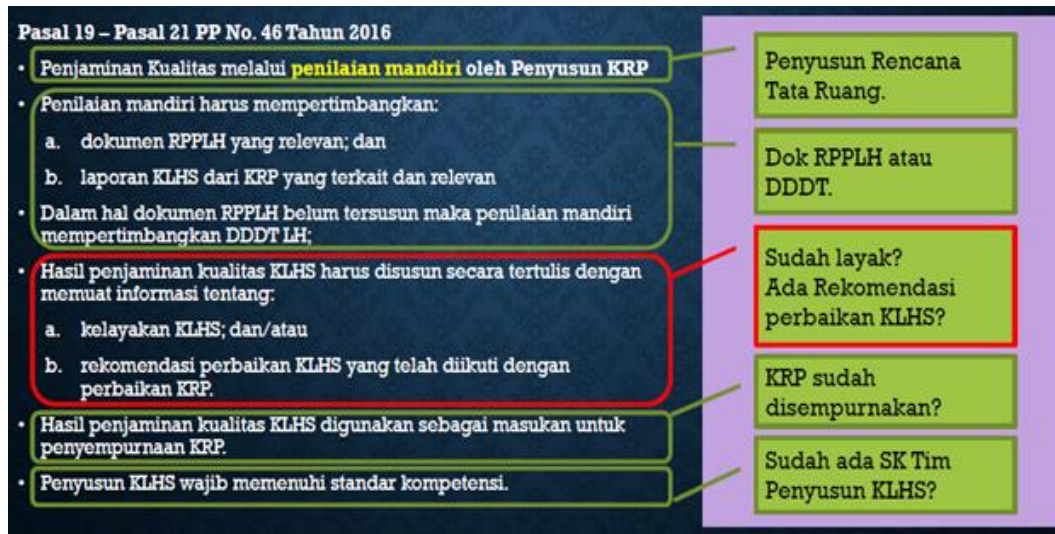 Pasal 19 – Pasal 21 PP No. 46 Tahun 2016
• Penjaminan Kualitas melalui penilaian mandiri oleh Penyusun KRP
• Penilaian mandiri harus mempertimbangkan:
a. dokumen RPPLH yang relevan; dan
b. laporan KLHS dari KRP yang terkait dan relevan
• Dalam hal dokumen RPPLH belum tersusun maka penilaian mandiri
mempertimbangkan DDDT LH;
• Hasil penjaminan kualitas KLHS harus disusun secara tertulis dengan
memuat informasi tentang:
a. kelayakan KLHS; dan/atau
b. rekomendasi perbaikan KLHS yang telah diikuti dengan
perbaikan KRP.
• Hasil penjaminan kualitas KLHS digunakan sebagai masukan untuk
penyempurnaan KRP.
• Penyusun KLHS wajib memenuhi standar kompetensi.
Penyusun Rencana
Tata Ruang.
Dok RPPLH atau
DDDT.
Sudah layak?
Ada Rekomendasi
perbaikan KLHS?
KRP sudah
disempurnakan?
Sudah ada SK Tim
Penyusun KLHS?